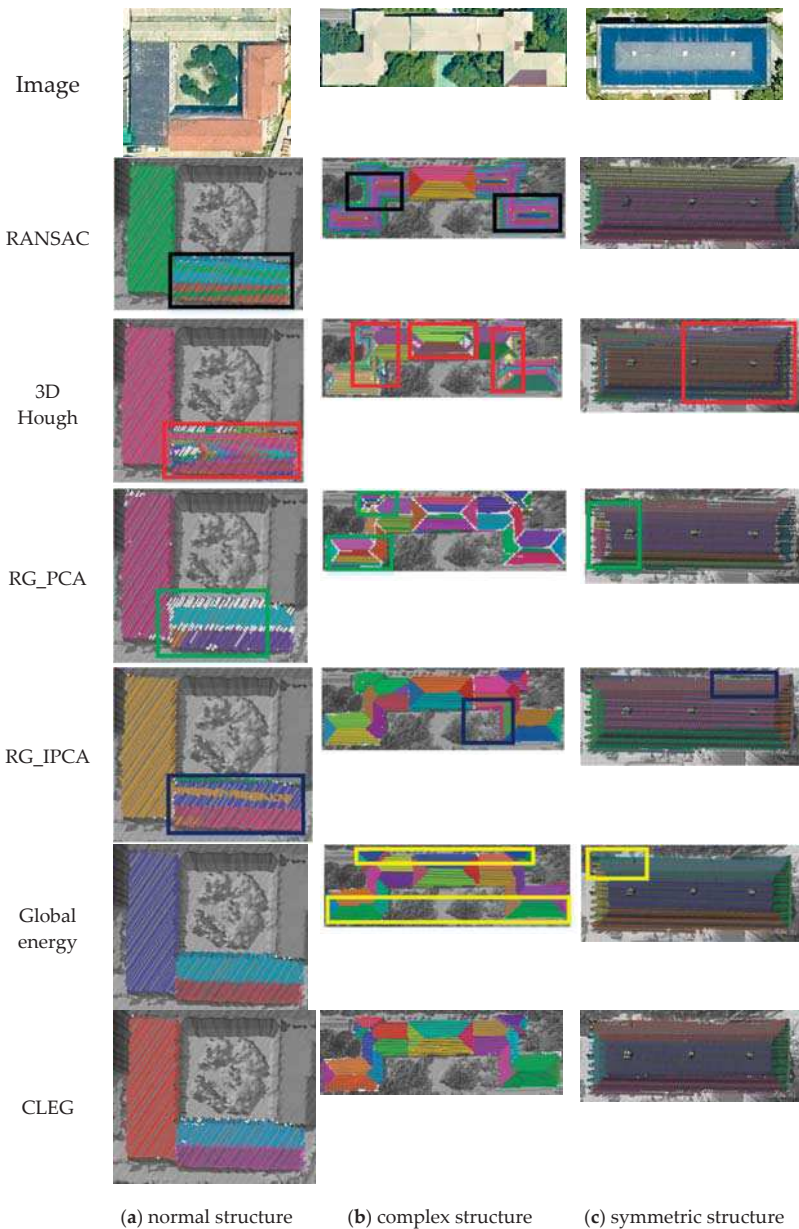 Image
RANSAC
3D
Hough
RG_PCA
RG_IPCA
Global
energy
CLEG
(a) normal structure
(b) complex structure
(c) symmetric structure